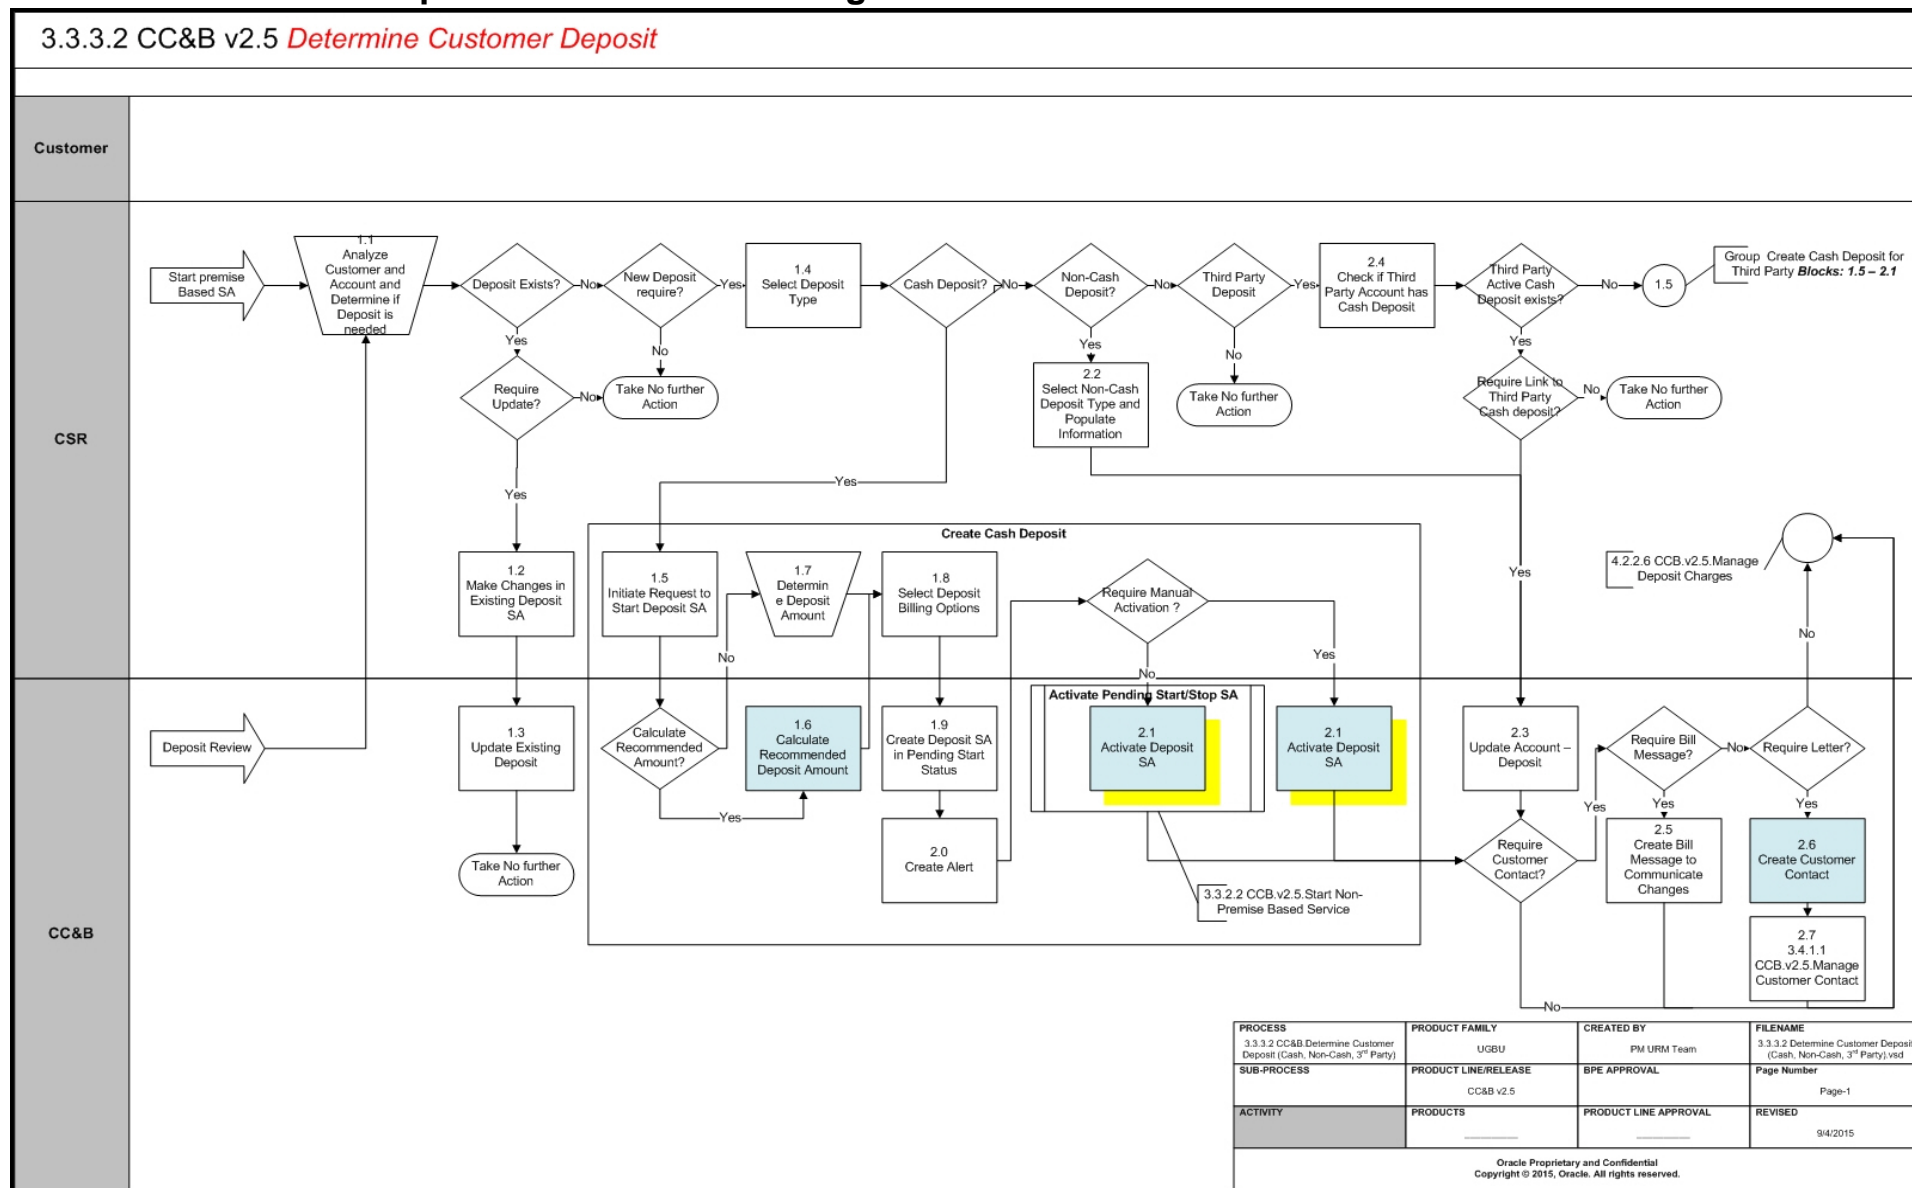 3.3.3.2 CC&B v2.5 Determine Customer Deposit
Customer
CSR
CC&B
Start premise
Based SA
1.1
Analyze
Customer and
Account and
Determine if
Deposit is
needed
Deposit Exists?
No
New Deposit
require?
Yes
1.4
Select Deposit
Type
Cash Deposit?
No
Non-Cash
Deposit?
No
Third Party
Deposit
Yes
2.4
Check if Third
Party Account has
Cash Deposit
Third Party
Active Cash
Deposit exists?
No
1.5
Group Create Cash Deposit for
Third Party Blocks: 1.5 – 2.1
Yes
No
Yes
No
Yes
Require
Update?
No
Take No further
Action
2.2
Select Non-Cash
Deposit Type and
Populate
Information
Take No further
Action
Require Link to
Third Party
Cash deposit?
No
Take No further
Action
Yes
Yes
Create Cash Deposit
1.2
Make Changes in
Existing Deposit
SA
1.5
Initiate Request to
Start Deposit SA
1.7
Determin
e Deposit
Amount
1.8
Select Deposit
Billing Options
Require Manual
Activation ?
Yes
4.2.2.6 CCB.v2.5.Manage
Deposit Charges
No
No
Yes
No
Deposit Review
1.3
Update Existing
Deposit
Calculate
Recommended
Amount?
1.6
Calculate
Recommended
Deposit Amount
1.9
Create Deposit SA
in Pending Start
Status
Activate Pending Start/Stop SA
2.1
Activate Deposit
SA
2.1
Activate Deposit
SA
2.3
Update Account –
Deposit
Require Bill
Message?
No
Require Letter?
Yes
Yes
Yes
Yes
Take No further
Action
2.0
Create Alert
3.3.2.2 CCB.v2.5.Start Non-
Premise Based Service
Require
Customer
Contact?
2.5
Create Bill
Message to
Communicate
Changes
2.6
Create Customer
Contact
2.7
3.4.1.1
CCB.v2.5.Manage
Customer Contact
No
PROCESS
3.3.3.2 CC&B.Determine Customer
Deposit (Cash, Non-Cash, 3rd Party)
PRODUCT FAMILY
UGBU
CREATED BY
PM URM Team
FILENAME
3.3.3.2 Determine Customer Deposit
(Cash, Non-Cash, 3rd Party).vsd
SUB-PROCESS
PRODUCT LINE/RELEASE
CC&B v2.5
BPE APPROVAL
Page Number
Page-1
ACTIVITY
PRODUCTS
PRODUCT LINE APPROVAL
REVISED
9/4/2015
Oracle Proprietary and Confidential
Copyright © 2015, Oracle. All rights reserved.